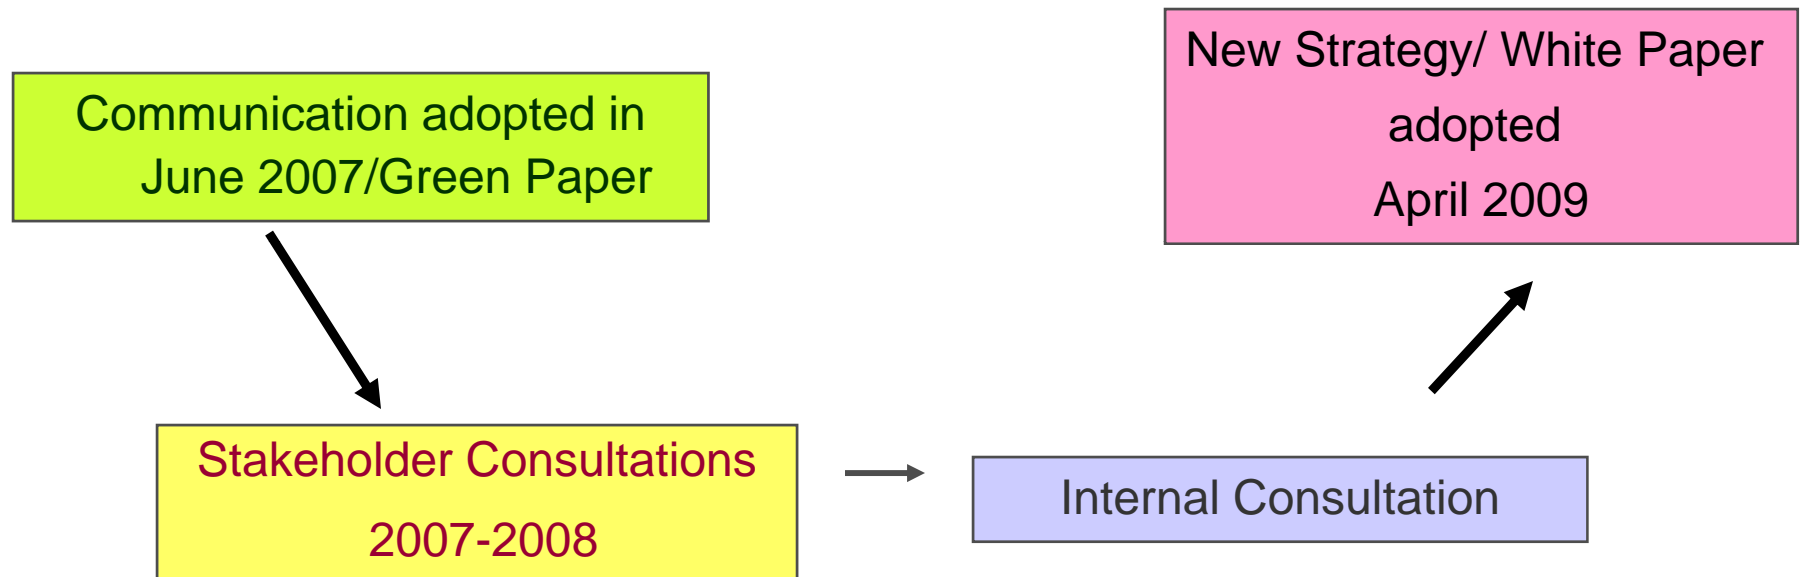 Communication adopted in
June 2007/Green Paper
Stakeholder Consultations
2007-2008
Internal Consultation
New Strategy/ White Paper
adopted
April 2009